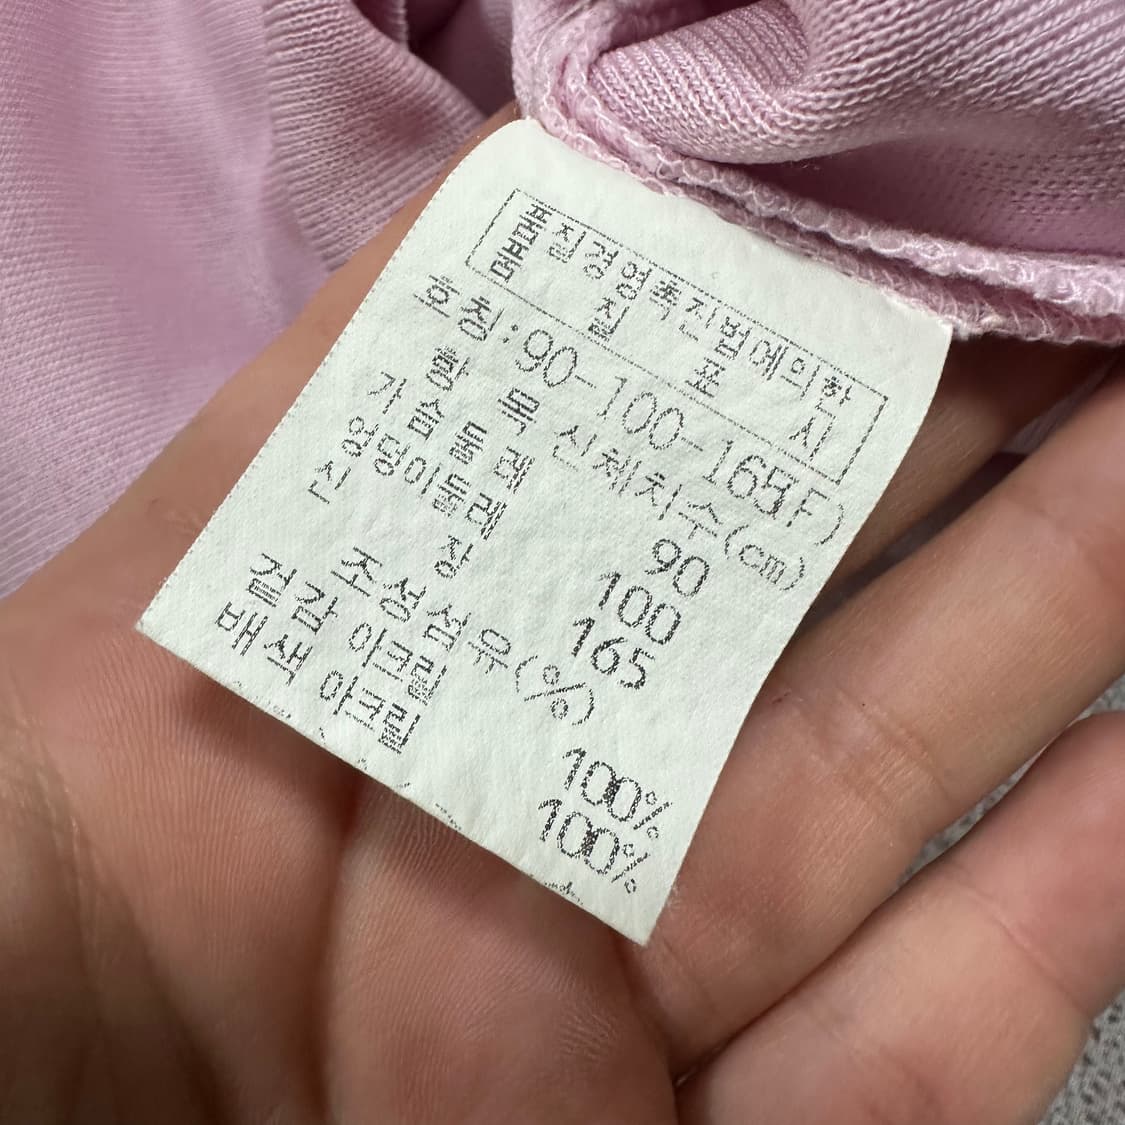 품질경영촉진법에의한
품 질 표 시
호 칭:90-100-165(F)
항 목 신체치수(cm)
가 슴 둘 레 90
엉덩이둘레 100
신 장 165
조성섬유(%)
겉감 아크릴 100%
배색 아크릴 100%